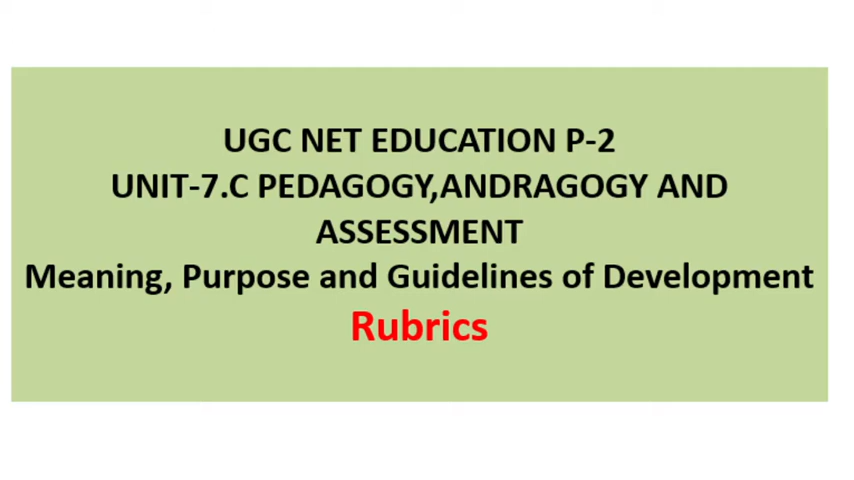 UGC NET EDUCATION P-2
UNIT-7.C PEDAGOGY,ANDRAGOGY AND
ASSESSMENT
Meaning, Purpose and Guidelines of Development
Rubrics